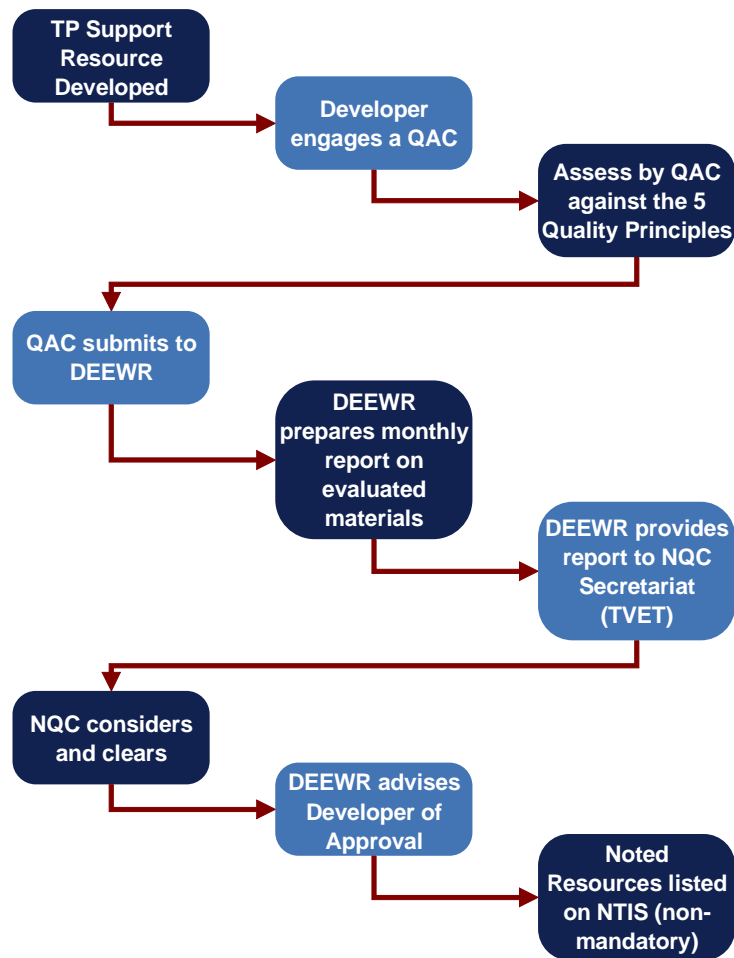 TP Support
Resource
Developed
Developer
engages a QAC
Assess by QAC
against the 5
Quality Principles
QAC submits to
DEEWR
DEEWR
prepares monthly
report on
evaluated
materials
DEEWR provides
report to NQC
Secretariat
(TVET)
NQC considers
and clears
DEEWR advises
Developer of
Approval
Noted
Resources listed
on NTIS (non-
mandatory)